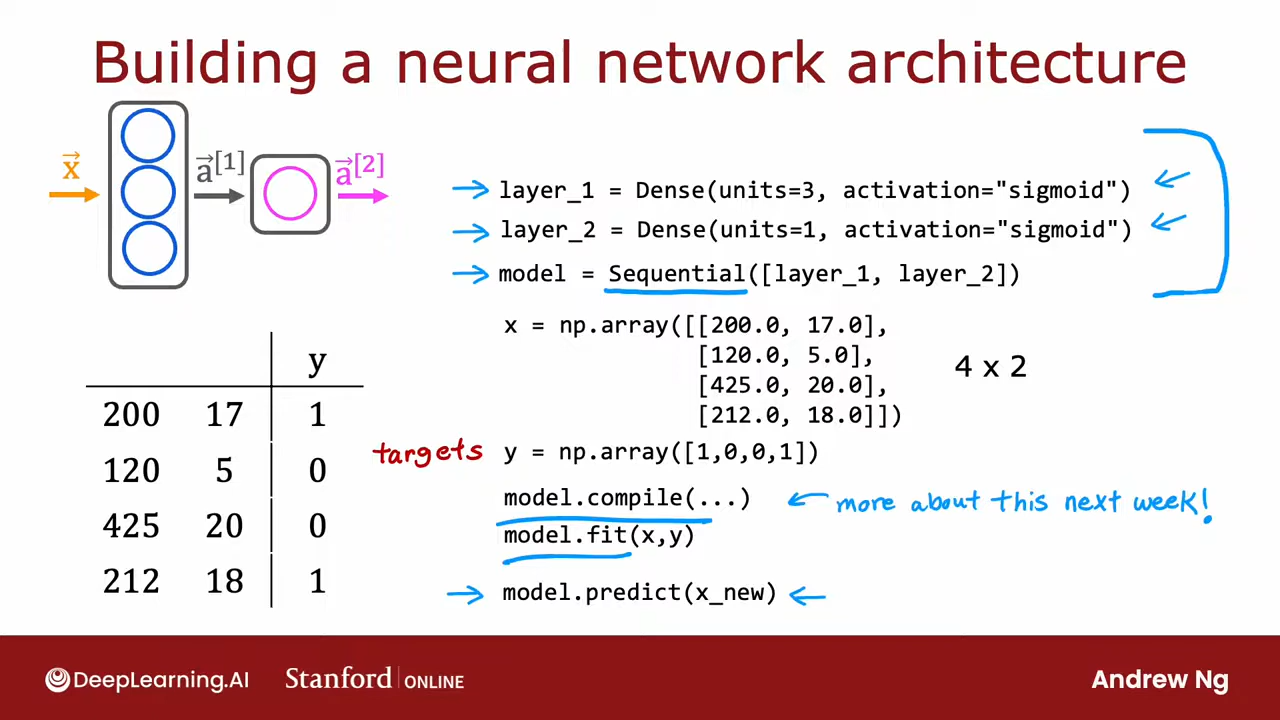 Building a neural network architecture
x⃗
a⃗[1]
a⃗[2]
layer_1 = Dense(units=3, activation="sigmoid")
layer_2 = Dense(units=1, activation="sigmoid")
model = Sequential([layer_1, layer_2])
x = np.array([[200.0, 17.0],
[120.0, 5.0],
[425.0, 20.0],
[212.0, 18.0]])
4 x 2
targets y = np.array([1,0,0,1])
model.compile(...) more about this next week!
model.fit(x,y)
model.predict(x_new)
y
200 17 1
120 5 0
425 20 0
212 18 1
DeepLearning.AI Stanford | ONLINE
Andrew Ng